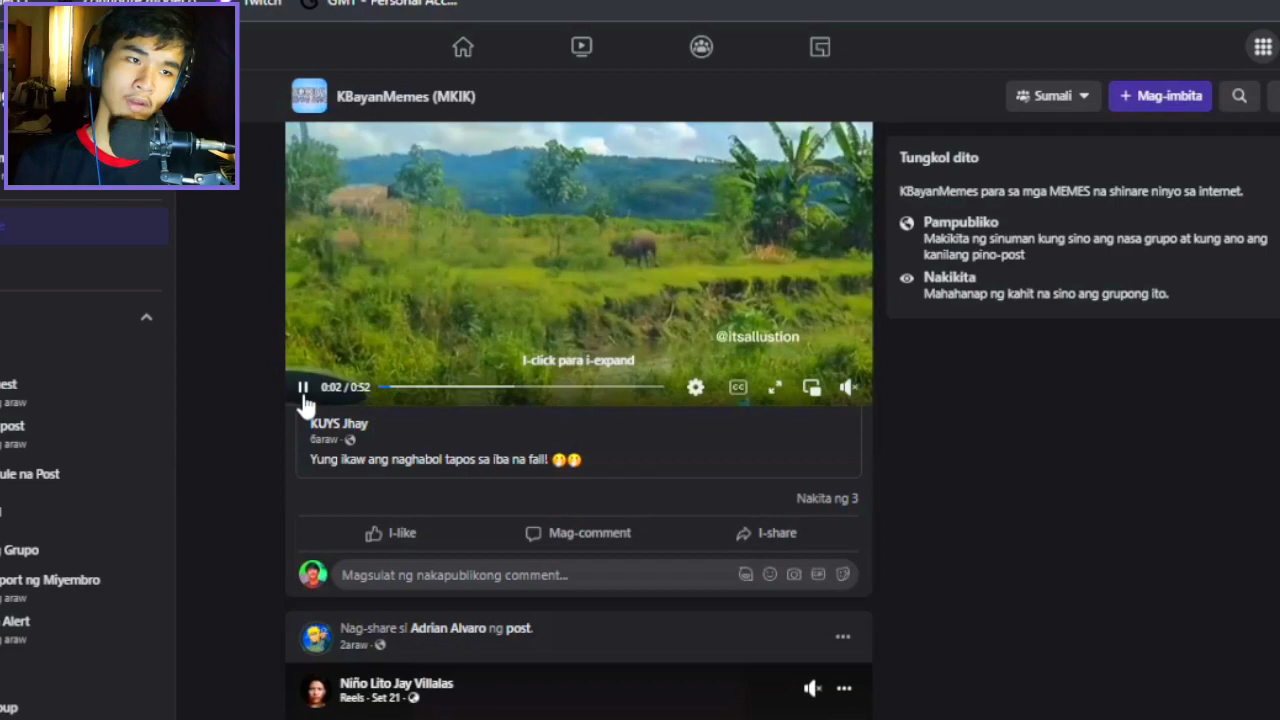 Twitch
GMT - Personal Acc...
KBayanMemes (MKIK)
Sumali
+ Mag-imbita
@itsallustion
I-click para i-expand
0:02 / 0:52
CC
KUYS Jhay
6araw
Yung ikaw ang naghabol tapos sa iba na fall! 🤭🤭
Nakita ng 3
I-like
Mag-comment
I-share
Magsulat ng nakapublikong comment...
Nag-share si Adrian Alvaro ng post.
2araw
Niño Lito Jay Villalas
Reels - Set 21
Tungkol dito
KBayanMemes para sa mga MEMES na shinare ninyo sa internet.
Pampubliko
Makikita ng sinuman kung sino ang nasa grupo at kung ano ang
kanilang pino-post
Nakikita
Mahahanap ng kahit na sino ang grupong ito.
est
araw
post
araw
ule na Post
Grupo
port ng Miyembro
araw
Alert
araw
oup